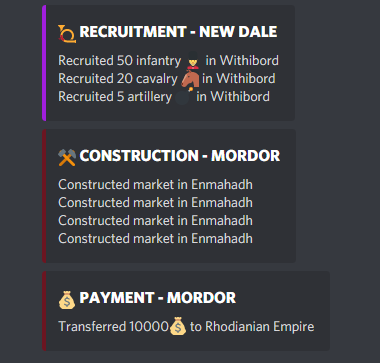 RECRUITMENT - NEW DALE
Recruited 50 infantry in Withibord
Recruited 20 cavalry in Withibord
Recruited 5 artillery in Withibord
CONSTRUCTION - MORDOR
Constructed market in Enmahadh
Constructed market in Enmahadh
Constructed market in Enmahadh
Constructed market in Enmahadh
PAYMENT - MORDOR
Transferred 10000 to Rhodianian Empire